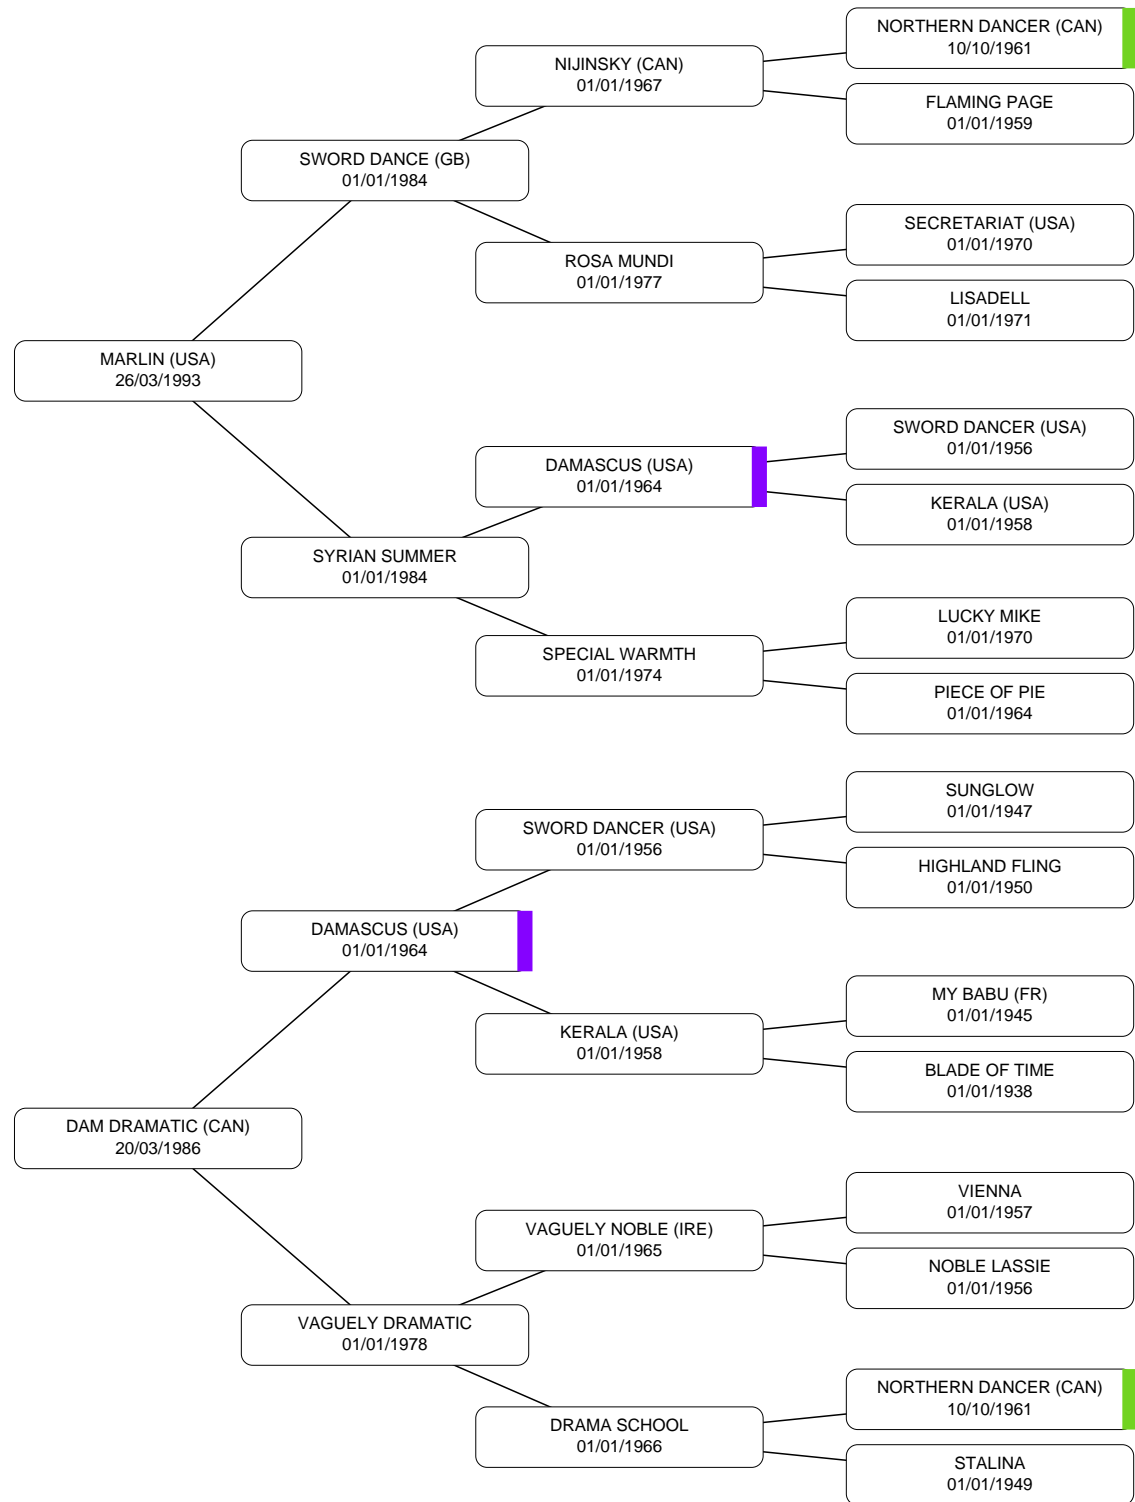 NORTHERN DANCER (CAN)
10/10/1961
NIJINSKY (CAN)
01/01/1967
FLAMING PAGE
01/01/1959
SWORD DANCE (GB)
01/01/1984
SECRETARIAT (USA)
01/01/1970
ROSA MUNDI
01/01/1977
LISADELL
01/01/1971
MARLIN (USA)
26/03/1993
SWORD DANCER (USA)
01/01/1956
DAMASCUS (USA)
01/01/1964
KERALA (USA)
01/01/1958
SYRIAN SUMMER
01/01/1984
LUCKY MIKE
01/01/1970
SPECIAL WARMTH
01/01/1974
PIECE OF PIE
01/01/1964
SUNGLOW
01/01/1947
SWORD DANCER (USA)
01/01/1956
HIGHLAND FLING
01/01/1950
DAMASCUS (USA)
01/01/1964
MY BABU (FR)
01/01/1945
KERALA (USA)
01/01/1958
BLADE OF TIME
01/01/1938
DAM DRAMATIC (CAN)
20/03/1986
VIENNA
01/01/1957
VAGUELY NOBLE (IRE)
01/01/1965
NOBLE LASSIE
01/01/1956
VAGUELY DRAMATIC
01/01/1978
NORTHERN DANCER (CAN)
10/10/1961
DRAMA SCHOOL
01/01/1966
STALINA
01/01/1949